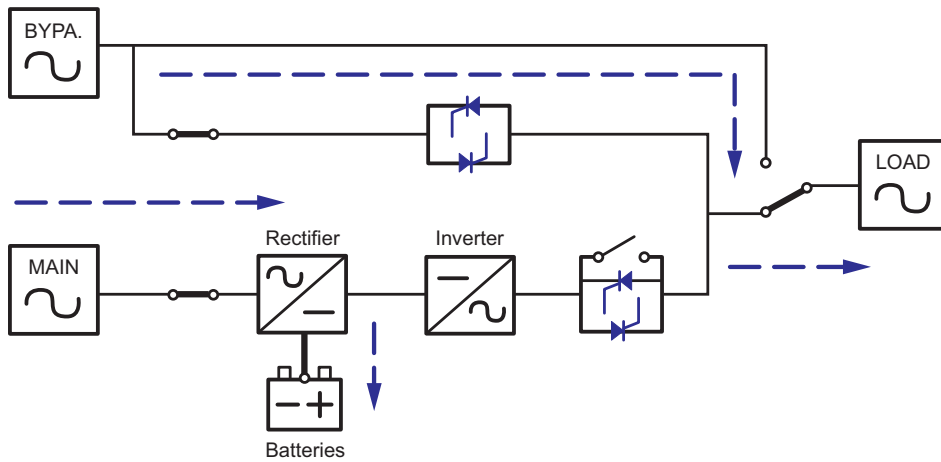 BYPA.
LOAD
Rectifier
Inverter
MAIN
Batteries